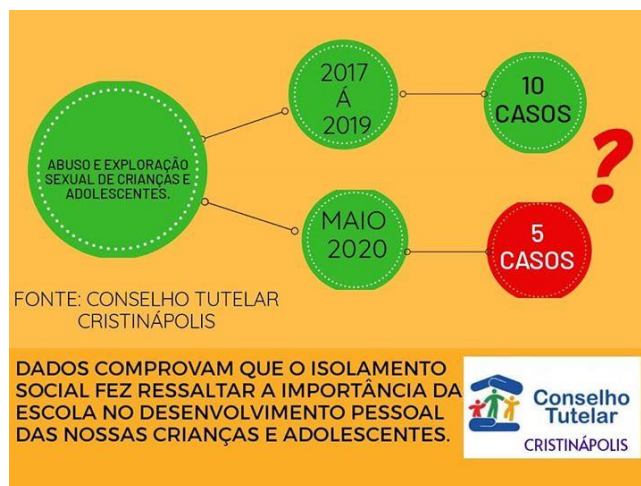 ABUSO E EXPLORAÇÃO
SEXUAL DE CRIANÇAS E
ADOLESCENTES.
2017
Á
2019
10
CASOS
?
MAIO
2020
5
CASOS
FONTE: CONSELHO TUTELAR
CRISTINÁPOLIS
DADOS COMPROVAM QUE O ISOLAMENTO
SOCIAL FEZ RESSALTAR A IMPORTÂNCIA DA
ESCOLA NO DESENVOLVIMENTO PESSOAL
DAS NOSSAS CRIANÇAS E ADOLESCENTES.
Conselho
Tutelar
CRISTINÁPOLIS